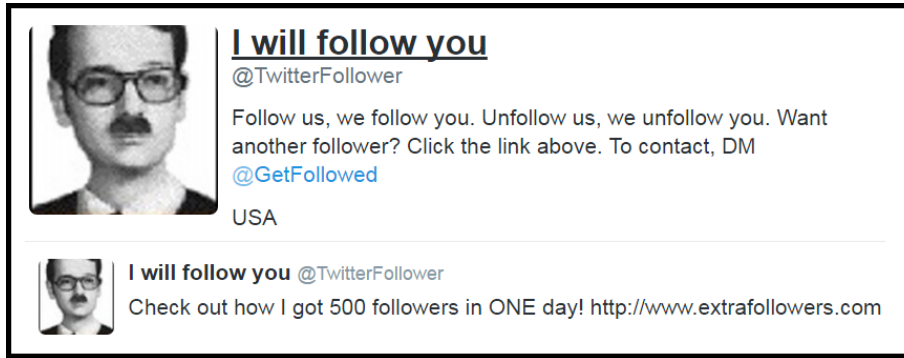 I will follow you
@TwitterFollower
Follow us, we follow you. Unfollow us, we unfollow you. Want
another follower? Click the link above. To contact, DM
@GetFollowed
USA
I will follow you @TwitterFollower
Check out how I got 500 followers in ONE day! http://www.extrafollowers.com